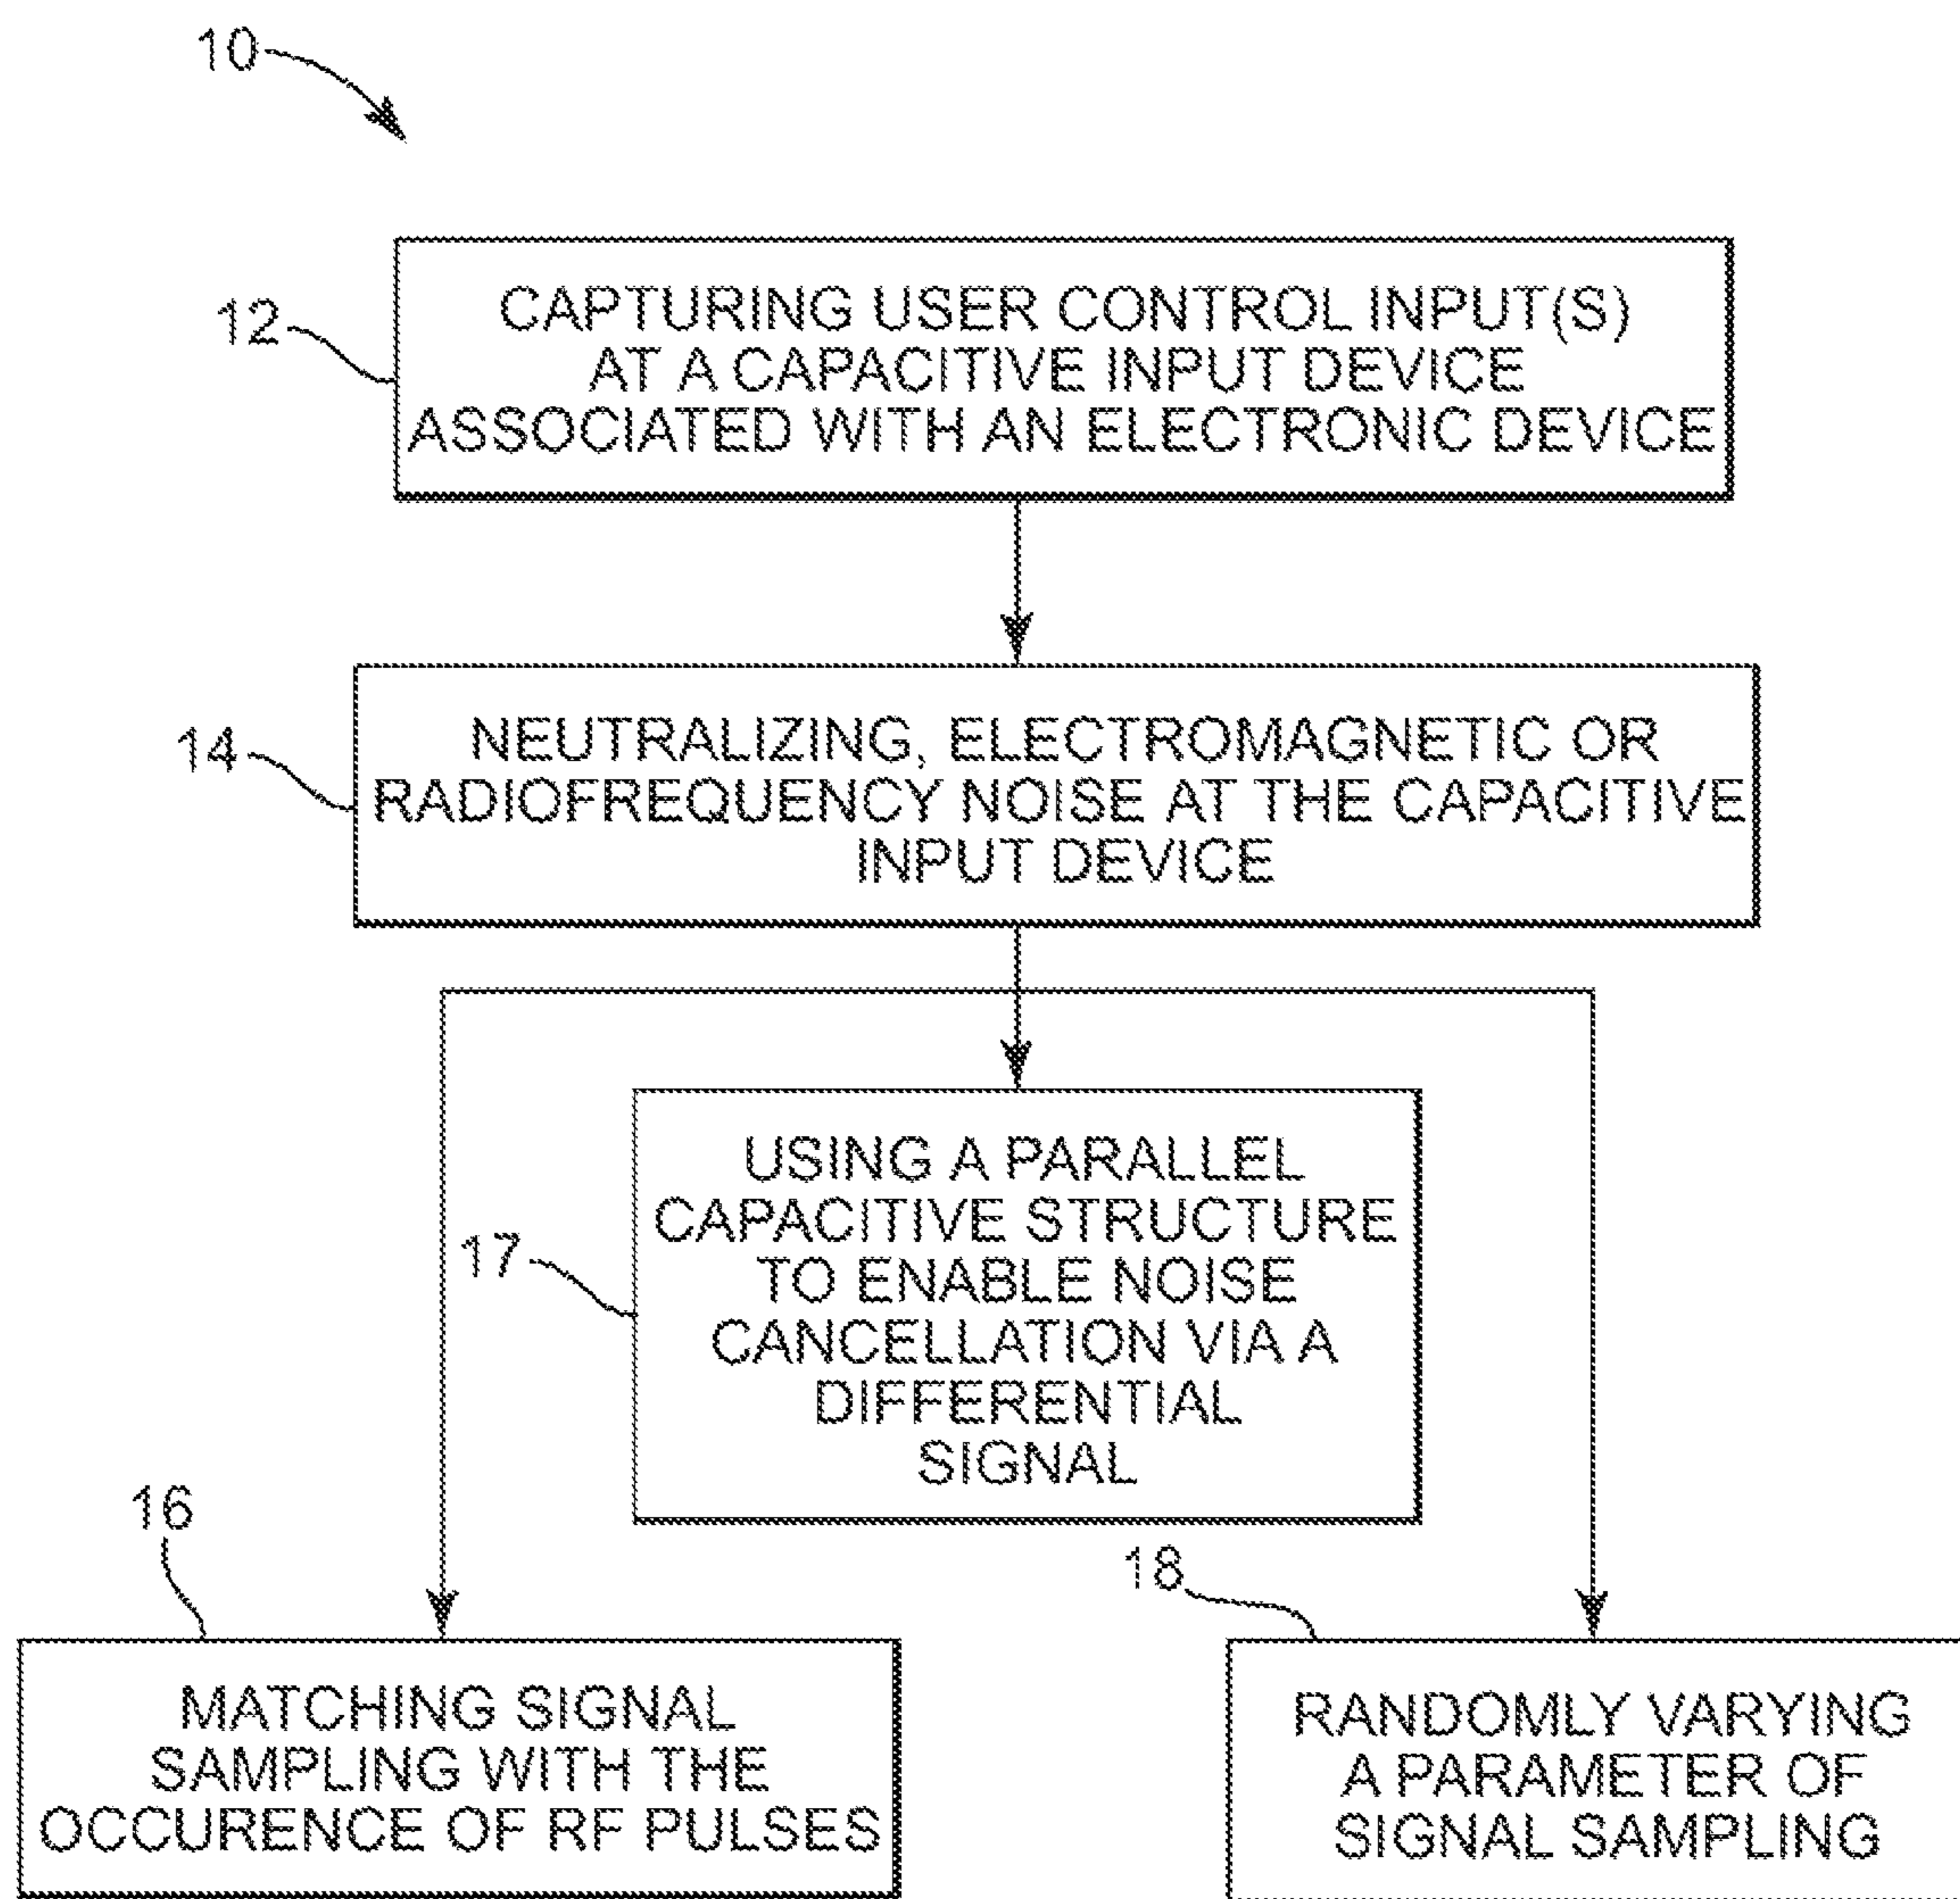 10
12
CAPTURING USER CONTROL INPUT(S)
AT A CAPACITIVE INPUT DEVICE
ASSOCIATED WITH AN ELECTRONIC DEVICE
14
NEUTRALIZING, ELECTROMAGNETIC OR
RADIOFREQUENCY NOISE AT THE CAPACITIVE
INPUT DEVICE
17
USING A PARALLEL
CAPACITIVE STRUCTURE
TO ENABLE NOISE
CANCELLATION VIA A
DIFFERENTIAL
SIGNAL
16
MATCHING SIGNAL
SAMPLING WITH THE
OCCURENCE OF RF PULSES
18
RANDOMLY VARYING
A PARAMETER OF
SIGNAL SAMPLING